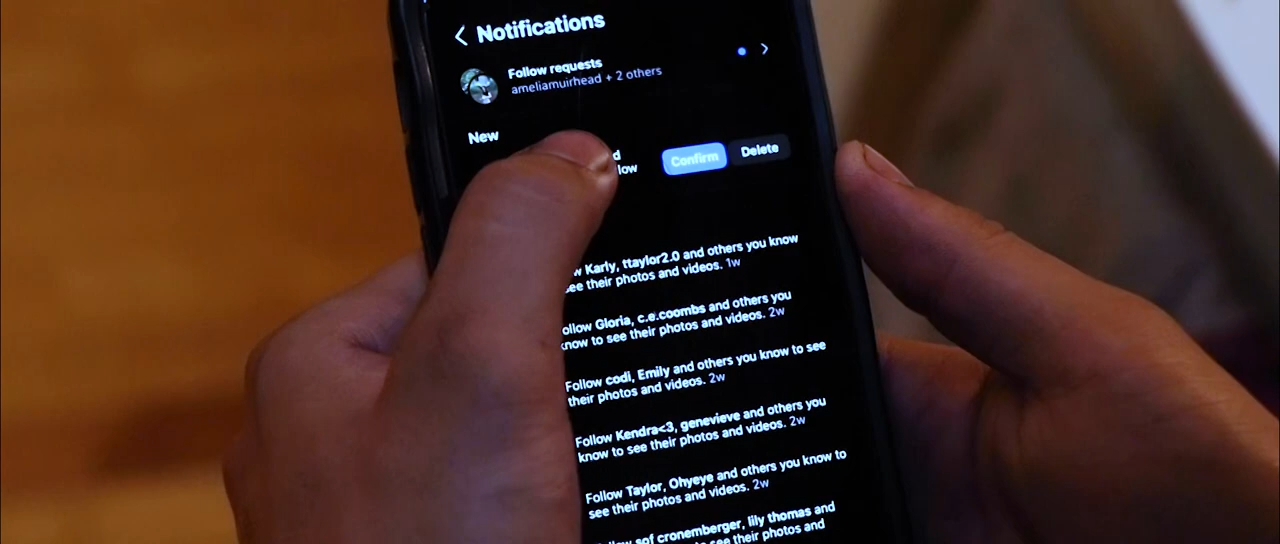 Notifications
Follow requests
ameliamuirhead + 2 others
New
Confirm
Delete
Karly, ttaylor2.0 and others you know
see their photos and videos. 1w
Gloria, c.e.coombs and others you
know to see their photos and videos. 2w
Follow codi, Emily and others you know to see
their photos and videos. 2w
Follow Kendra<3, genevieve and others you
know to see their photos and videos. 2w
Follow Taylor, Ohyeye and others you know to
see their photos and videos. 2w
sof cronemberger, lily thomas and
see their photos and